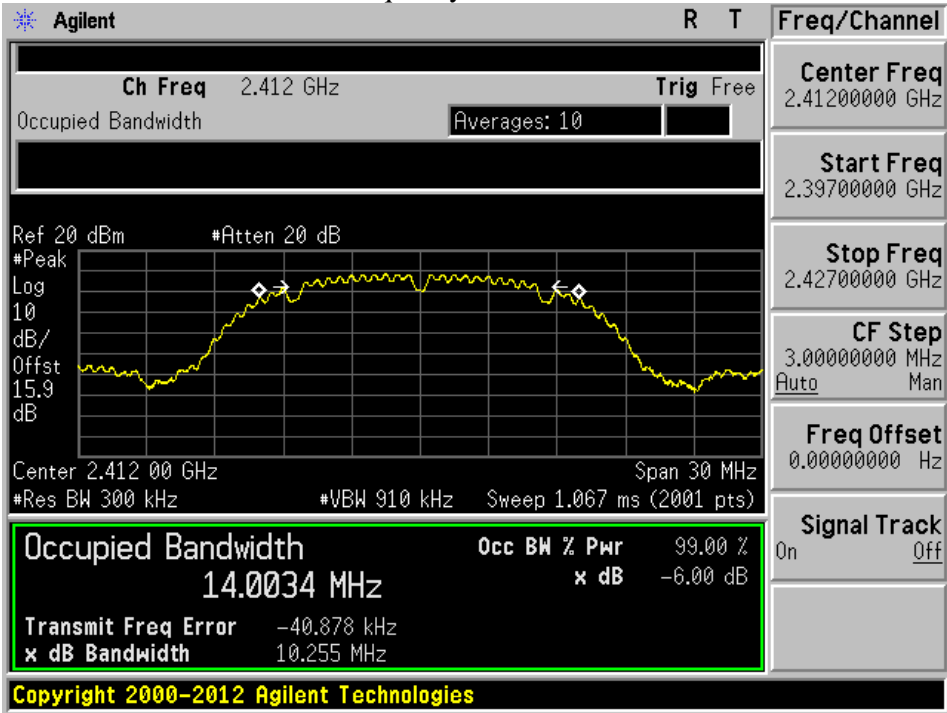 Agilent R T Freq/Channel
Ch Freq 2.412 GHz Trig Free
Occupied Bandwidth Averages: 10
Center Freq
2.41200000 GHz
Start Freq
2.39700000 GHz
Stop Freq
2.42700000 GHz
CF Step
3.00000000 MHz
Auto Man
Freq Offset
0.00000000 Hz
Signal Track
On Off
Ref 20 dBm #Atten 20 dB
#Peak
Log
10
dB/
Offst
15.9
dB
Center 2.412 00 GHz Span 30 MHz
#Res BW 300 kHz #VBW 910 kHz Sweep 1.067 ms (2001 pts)
Occupied Bandwidth Occ BW % Pwr 99.00 %
14.0034 MHz x dB -6.00 dB
Transmit Freq Error -40.878 kHz
x dB Bandwidth 10.255 MHz
Copyright 2000-2012 Agilent Technologies